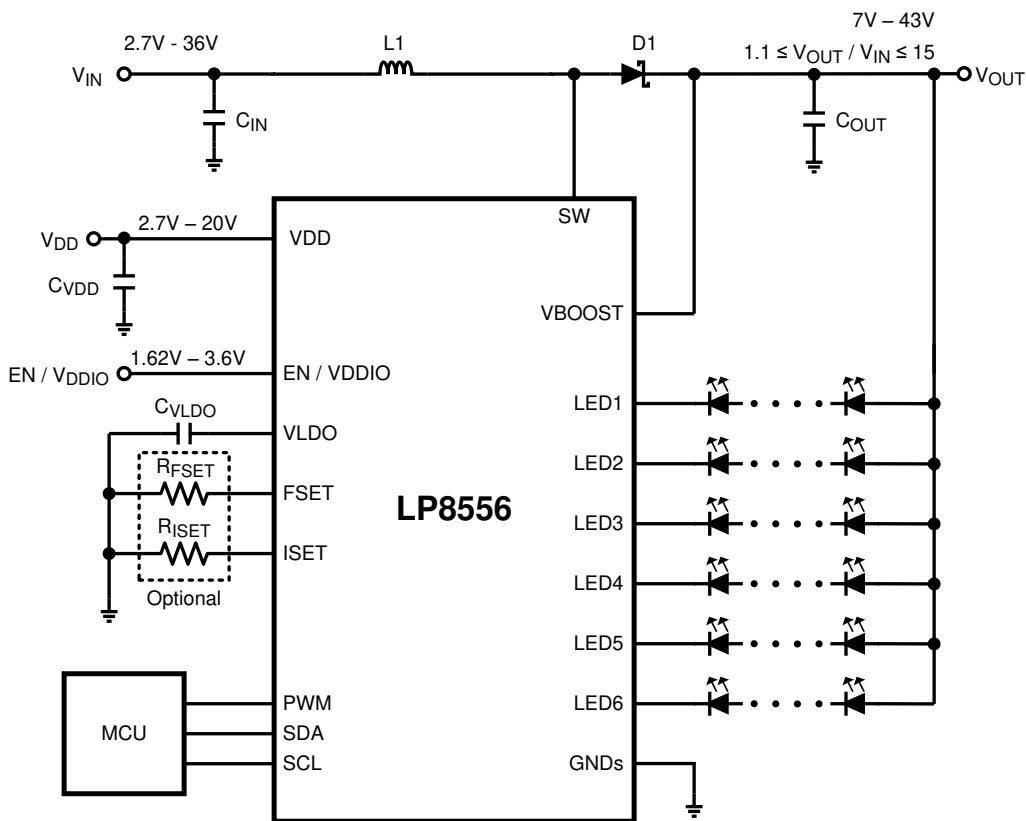 7V – 43V
2.7V - 36V
L1
D1
1.1 ≤ VOUT / VIN ≤ 15
VIN
VOUT
CIN
COUT
SW
2.7V – 20V
VDD
VDD
CVDD
VBOOST
1.62V – 3.6V
EN / VDDIO
EN / VDDIO
CVLDO
VLDO
LED1
RFSET
FSET
LED2
LP8556
RISET
ISET
LED3
Optional
LED4
LED5
MCU
PWM
SDA
SCL
LED6
GNDs